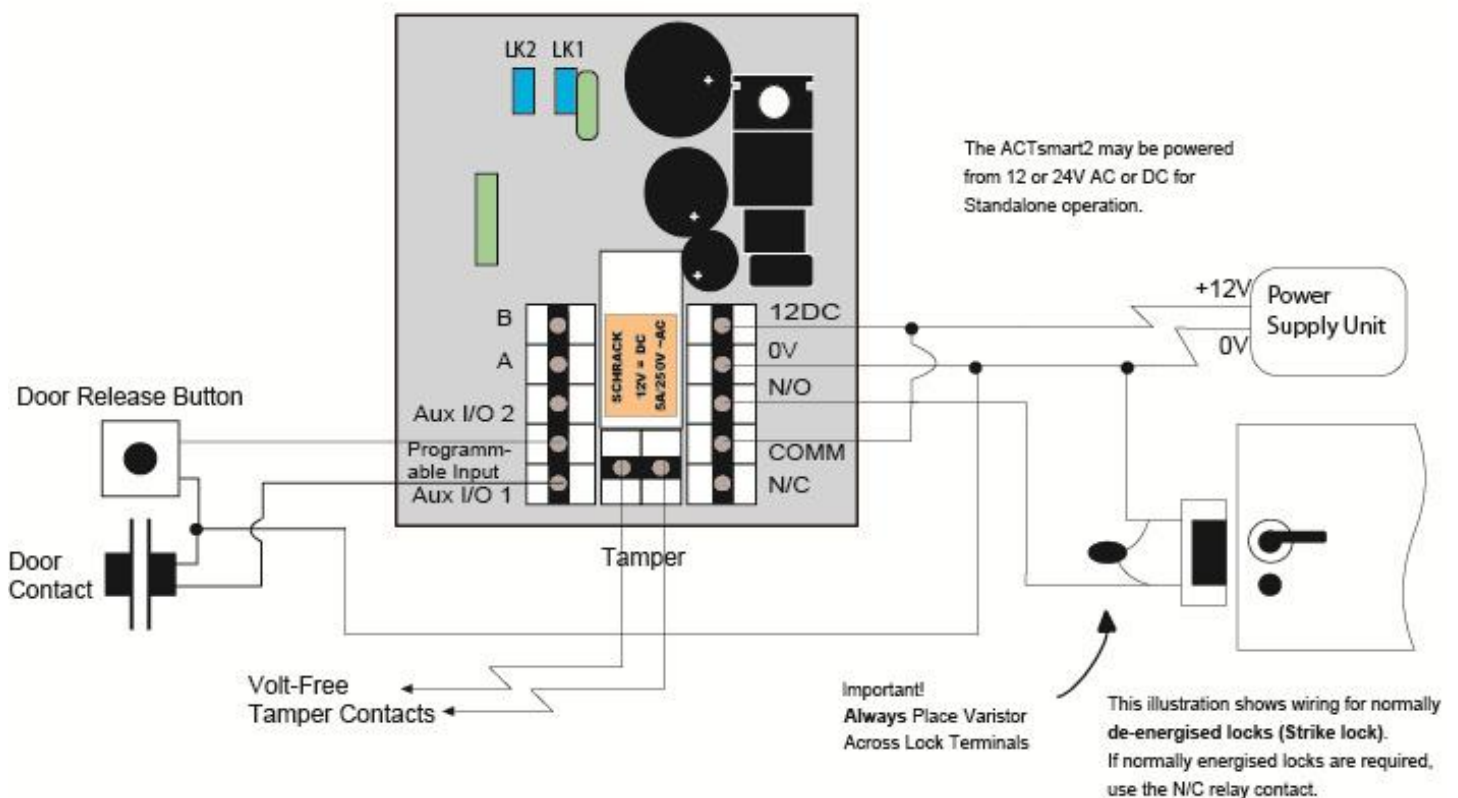 LK2 LK1
The ACTsmart2 may be powered
from 12 or 24V AC or DC for
Standalone operation.
+12V
Power
Supply Unit
0V
B
A
Aux I/O 2
Programm-
able Input
Aux I/O 1
SCHRACK
12V = DC
5A/250V ~AC
12DC
0V
N/O
COMM
N/C
Door Release Button
Door
Contact
Tamper
Volt-Free
Tamper Contacts
Important!
Always Place Varistor
Across Lock Terminals
This illustration shows wiring for normally
de-energised locks (Strike lock).
If normally energised locks are required,
use the N/C relay contact.